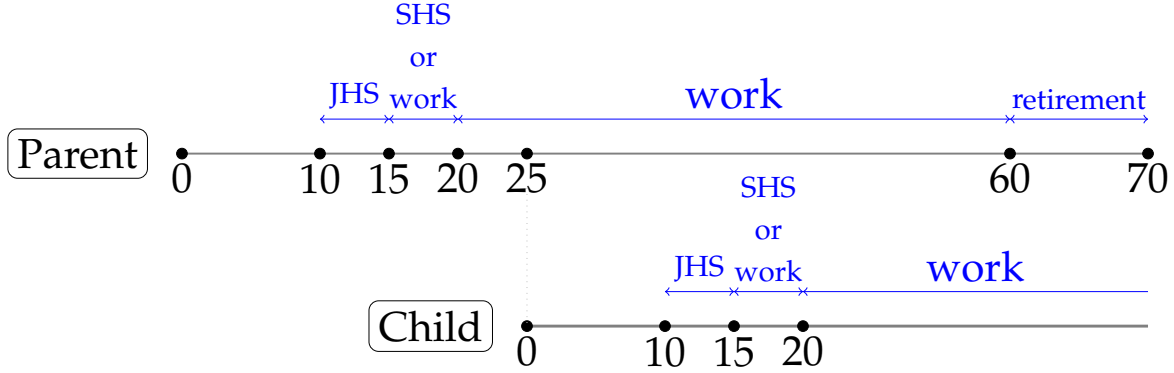 SHS
or
JHS work work retirement
Parent
0 10 15 20 25 60 70
SHS
or
JHS work work
Child
0 10 15 20